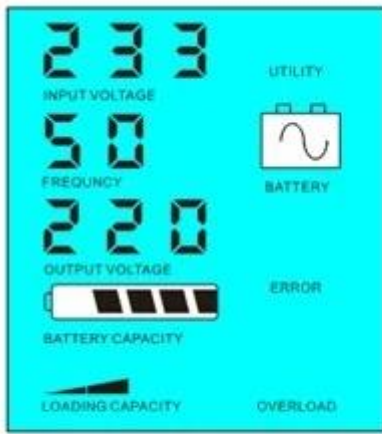 233
UTILITY
INPUT VOLTAGE
50
FREQUNCY
BATTERY
220
OUTPUT VOLTAGE
ERROR
BATTERY CAPACITY
LOADING CAPACITY
OVERLOAD